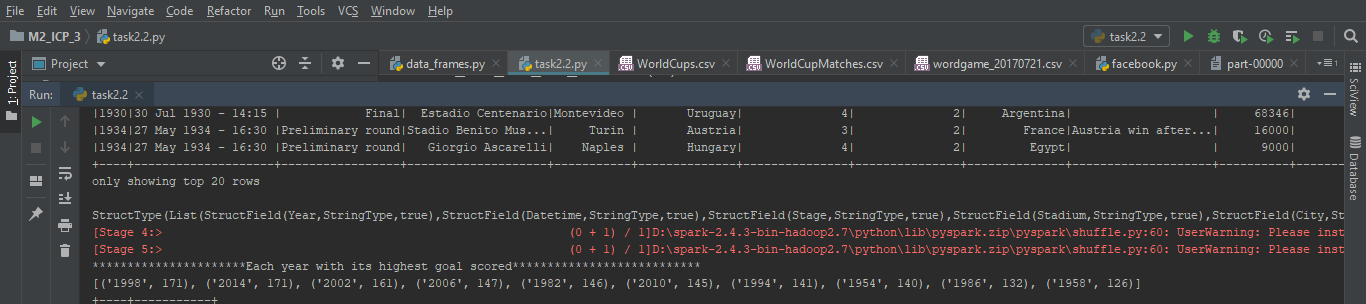 File Edit View Navigate Code Refactor Run Tools VCS Window Help
M2_ICP_3 task2.2.py task2.2
1: Project Project data_frames.py task2.2.py WorldCups.csv WorldCupMatches.csv wordgame_20170721.csv facebook.py part-00000 SciView
Run: task2.2
|1930|30 Jul 1930 - 14:15 | Final| Estadio Centenario|Montevideo | Uruguay| 4| 2| Argentina| | 68346|
|1934|27 May 1934 - 16:30 |Preliminary round|Stadio Benito Mus...| Turin | Austria| 3| 2| France|Austria win after...| 16000|
|1934|27 May 1934 - 16:30 |Preliminary round| Giorgio Ascarelli| Naples | Hungary| 4| 2| Egypt| | 9000|
+----+--------------------+-----------------+--------------------+----------+
only showing top 20 rows
Database
StructType(List(StructField(Year,StringType,true),StructField(Datetime,StringType,true),StructField(Stage,StringType,true),StructField(Stadium,StringType,true),StructField(City,St
[Stage 4:> (0 + 1) / 1]D:\spark-2.4.3-bin-hadoop2.7\python\lib\pyspark.zip\pyspark\shuffle.py:60: UserWarning: Please inst
[Stage 5:> (0 + 1) / 1]D:\spark-2.4.3-bin-hadoop2.7\python\lib\pyspark.zip\pyspark\shuffle.py:60: UserWarning: Please inst
**********************Each year with its highest goal scored***************************
[('1998', 171), ('2014', 171), ('2002', 161), ('2006', 147), ('1982', 146), ('2010', 145), ('1994', 141), ('1954', 140), ('1986', 132), ('1958', 126)]
+----+-----------+